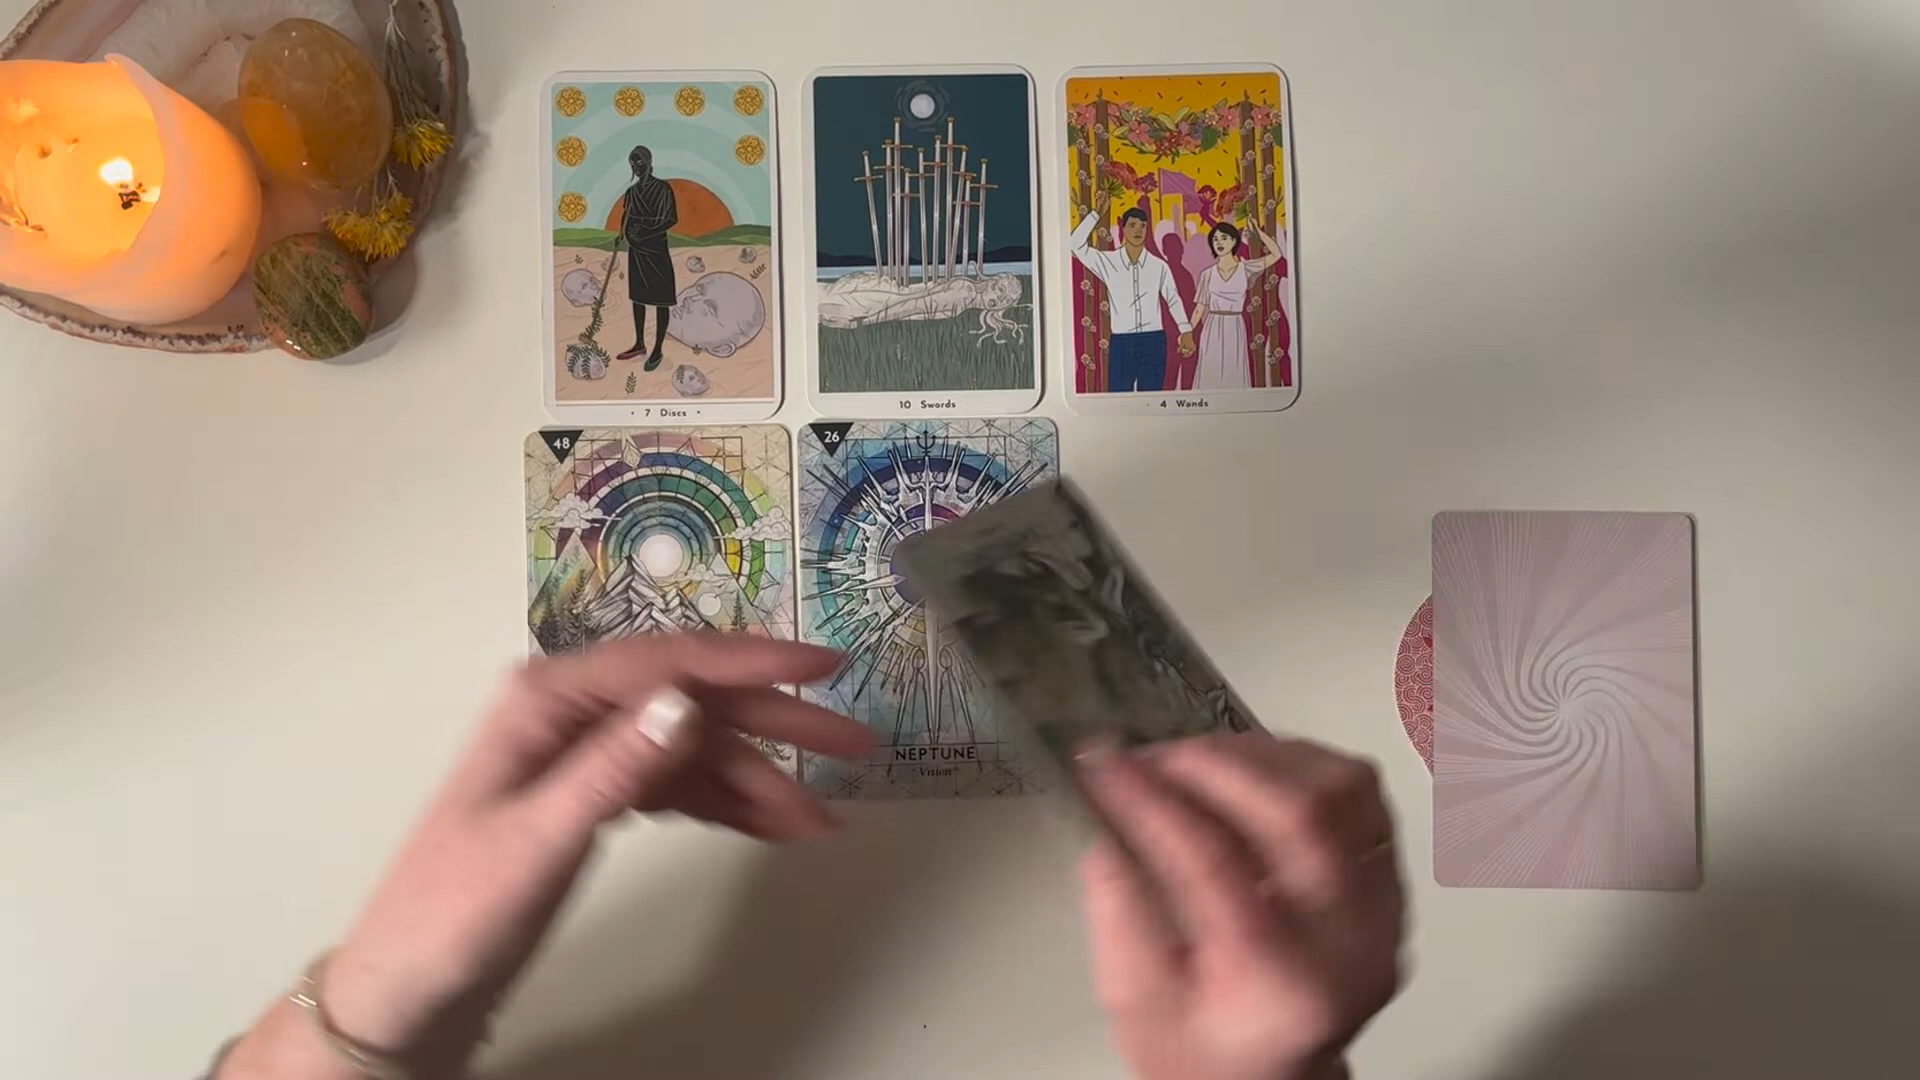 • 7 Discs •
10 Swords
· 4 Wands
48
26
NEPTUNE
Vision